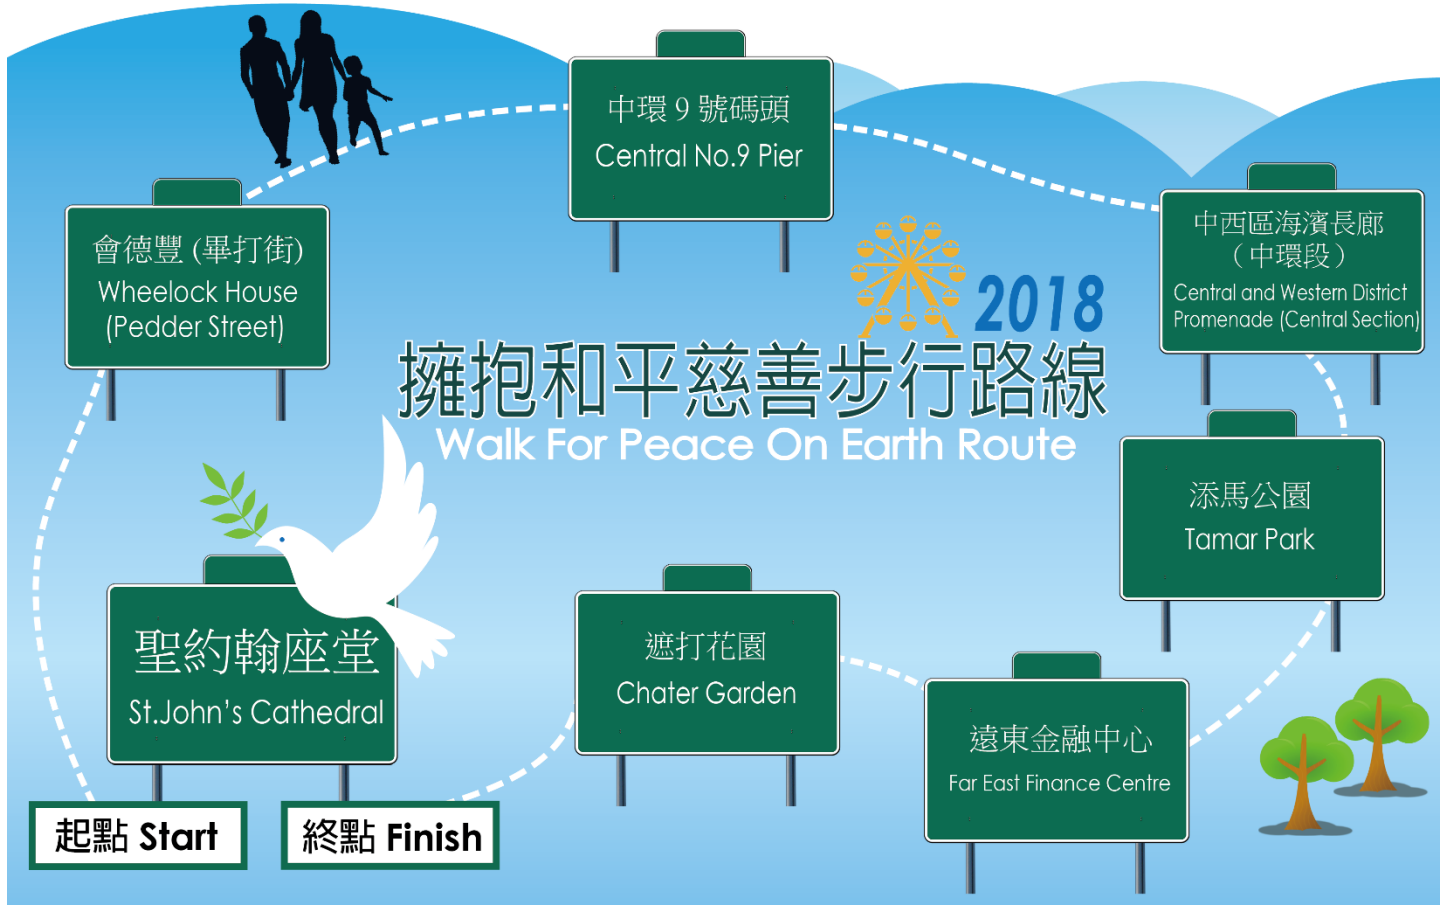 中環 9 號碼頭
Central No.9 Pier
會德豐 (畢打街)
Wheelock House
(Pedder Street)
中西區海濱長廊
（中環段）
Central and Western District
Promenade (Central Section)
2018
擁抱和平慈善步行路線
Walk For Peace On Earth Route
添馬公園
Tamar Park
聖約翰座堂
St.John’s Cathedral
遮打花園
Chater Garden
遠東金融中心
Far East Finance Centre
起點 Start
終點 Finish